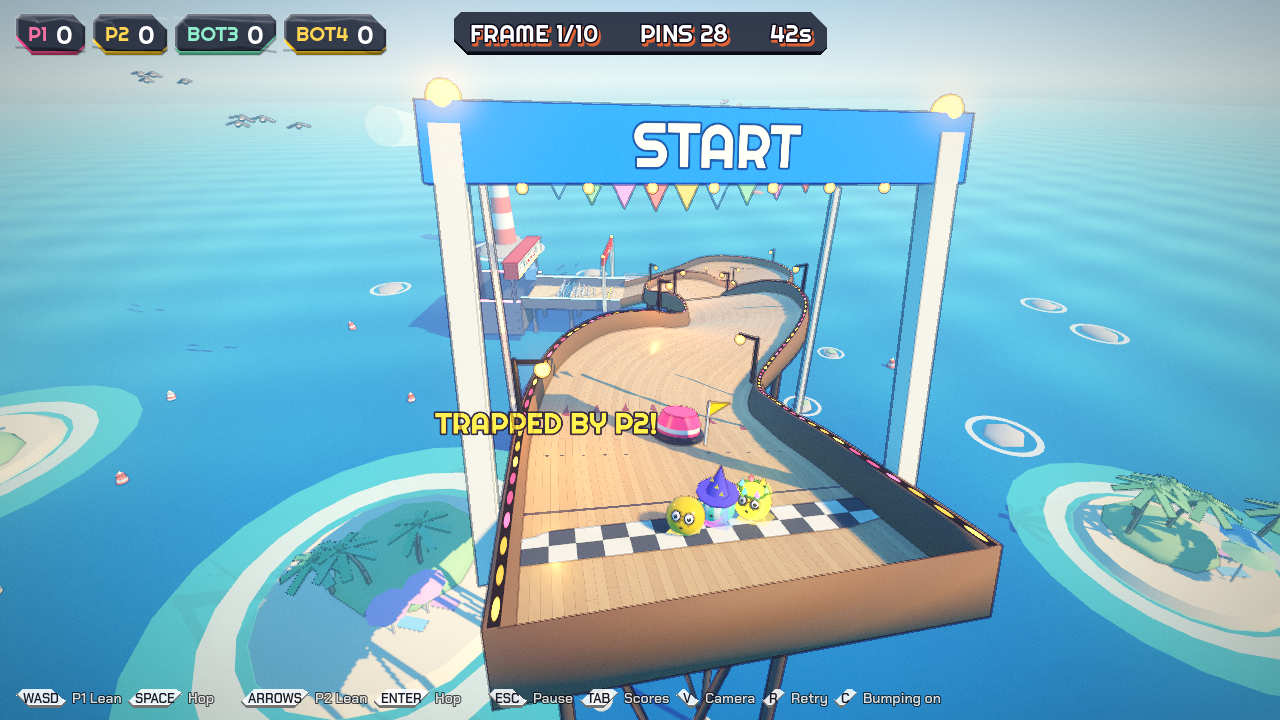 P1 0 P2 0 BOT3 0 BOT4 0
FRAME 1/10 PINS 28 42s
START
TRAPPED BY P2!
WASD P1 Lean SPACE Hop ARROWS P2 Lean ENTER Hop ESC Pause TAB Scores V Camera R Retry C Bumping on